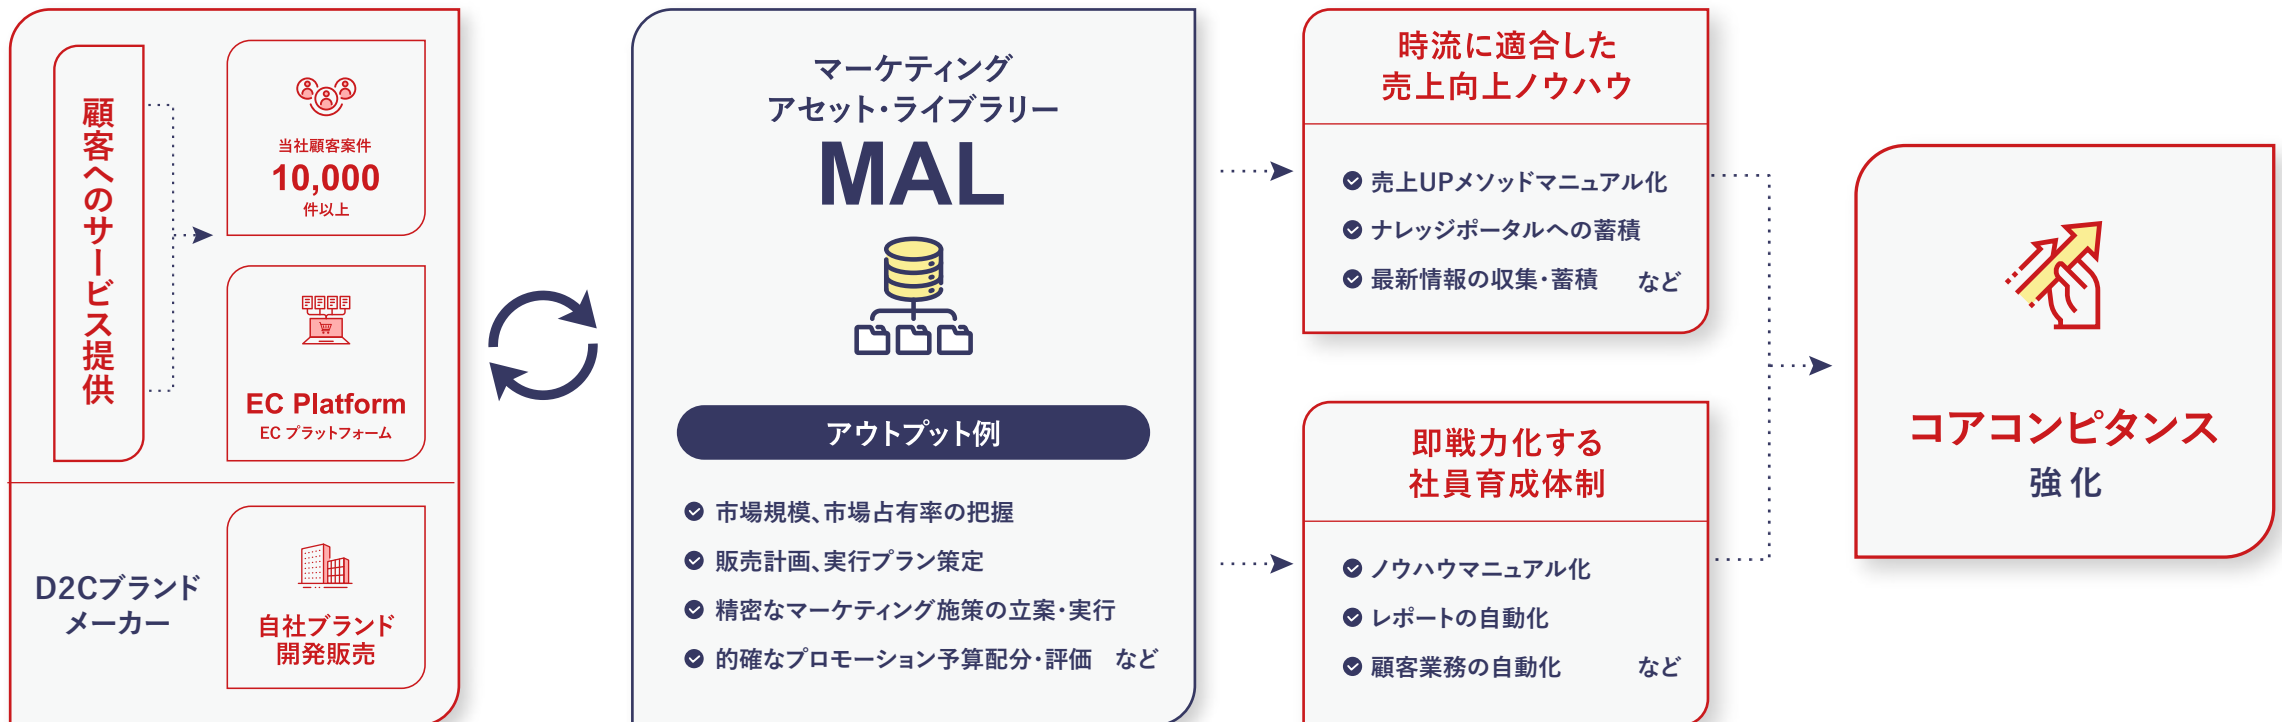 顧客へのサービス提供
当社顧客案件
10,000
件以上
EC Platform
EC プラットフォーム
D2Cブランド
メーカー
自社ブランド
開発販売
マーケティング
アセット・ライブラリー
MAL
アウトプット例
市場規模、市場占有率の把握
販売計画、実行プラン策定
精密なマーケティング施策の立案・実行
的確なプロモーション予算配分・評価　など
時流に適合した
売上向上ノウハウ
売上UPメソッドマニュアル化
ナレッジポータルへの蓄積
最新情報の収集・蓄積　など
即戦力化する
社員育成体制
ノウハウマニュアル化
レポートの自動化
顧客業務の自動化　など
コアコンピタンス
強化